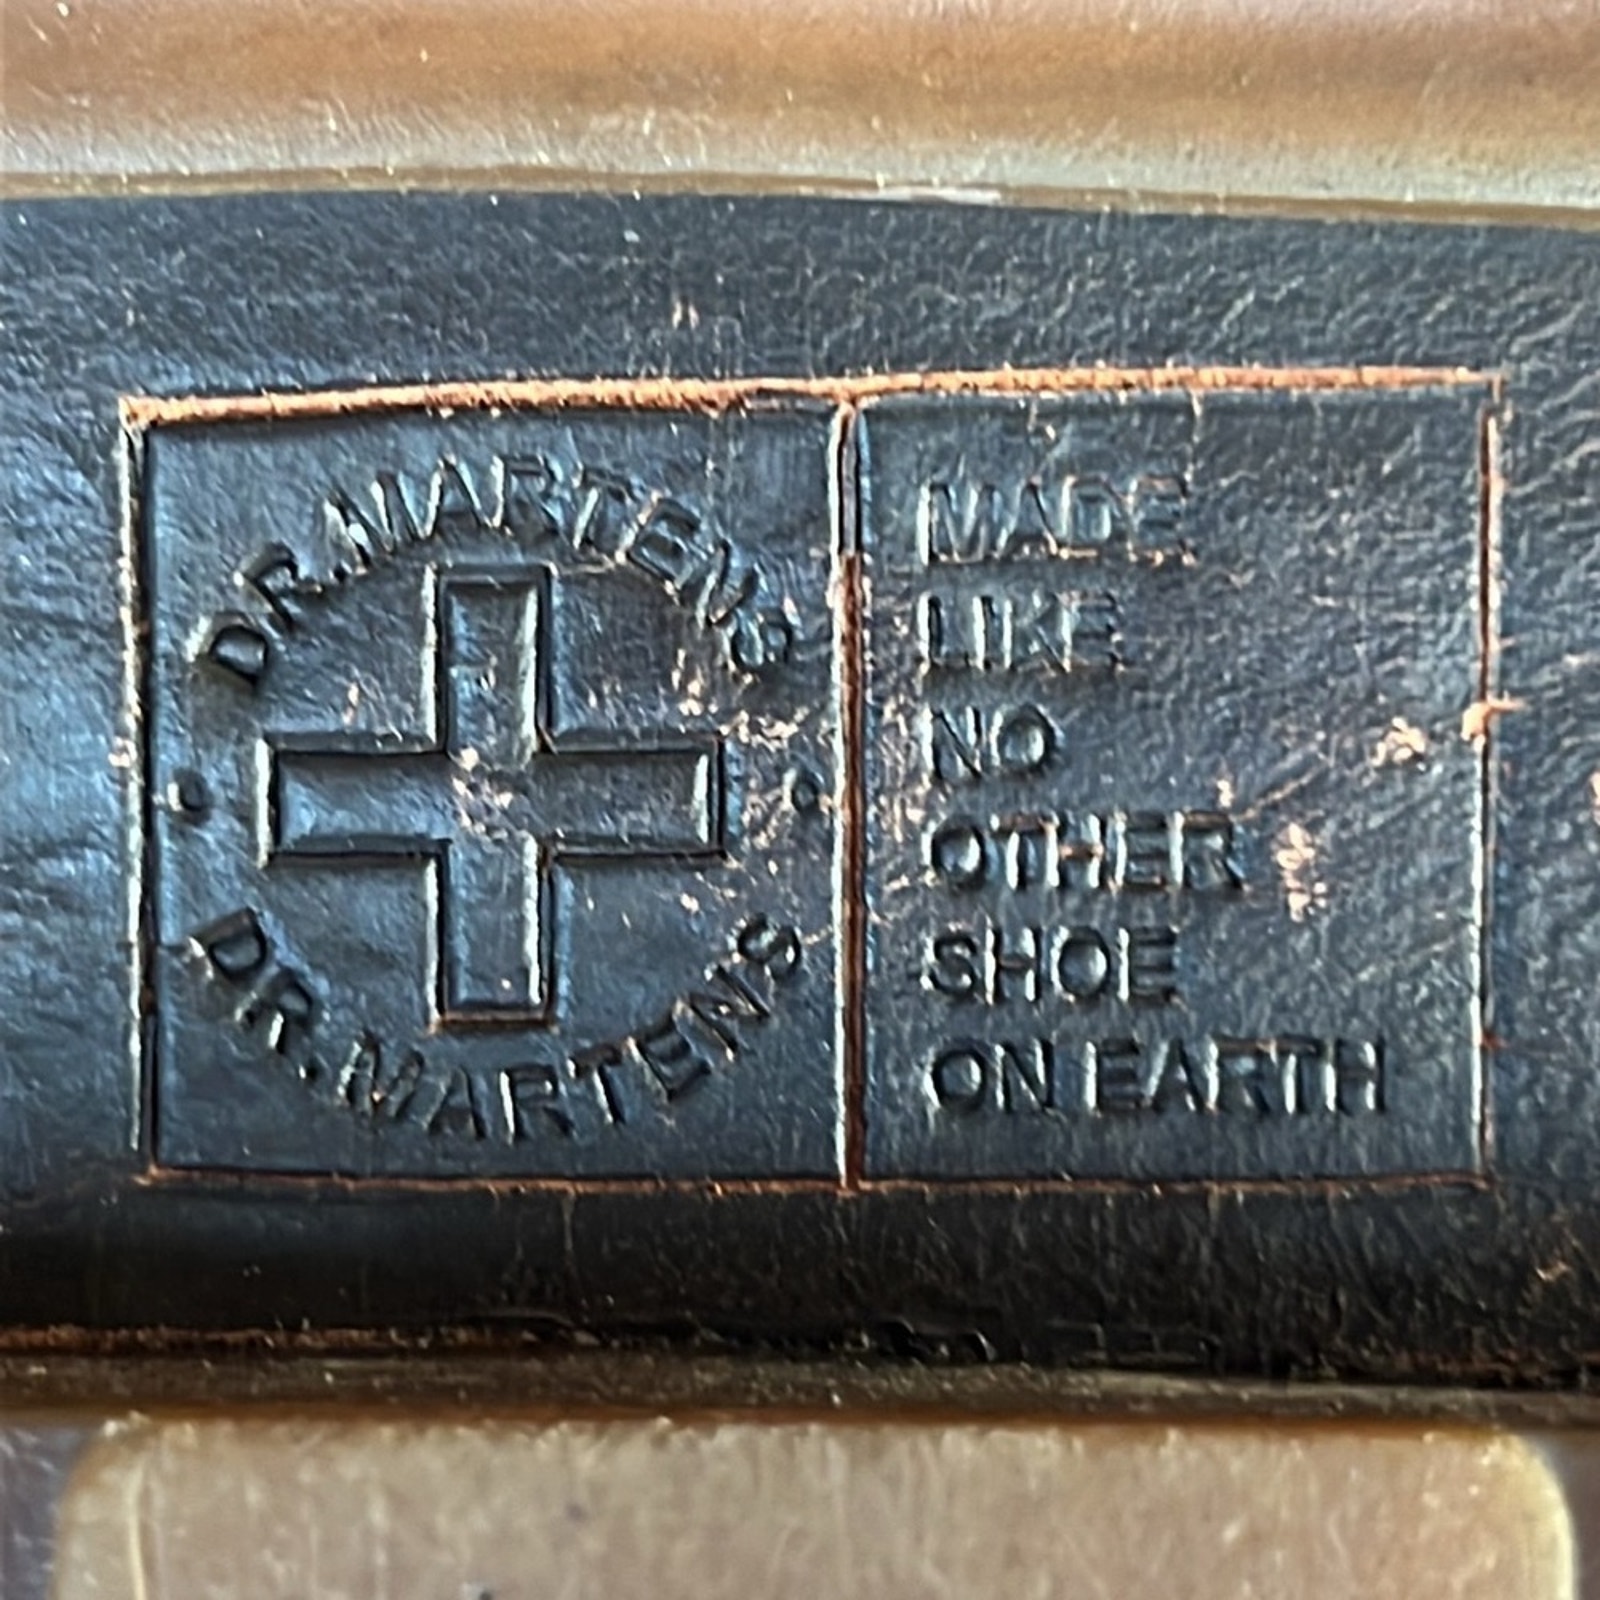 DR.MARTENS
DR.MARTENS
MADE
LIKE
NO
OTHER
SHOE
ON EARTH